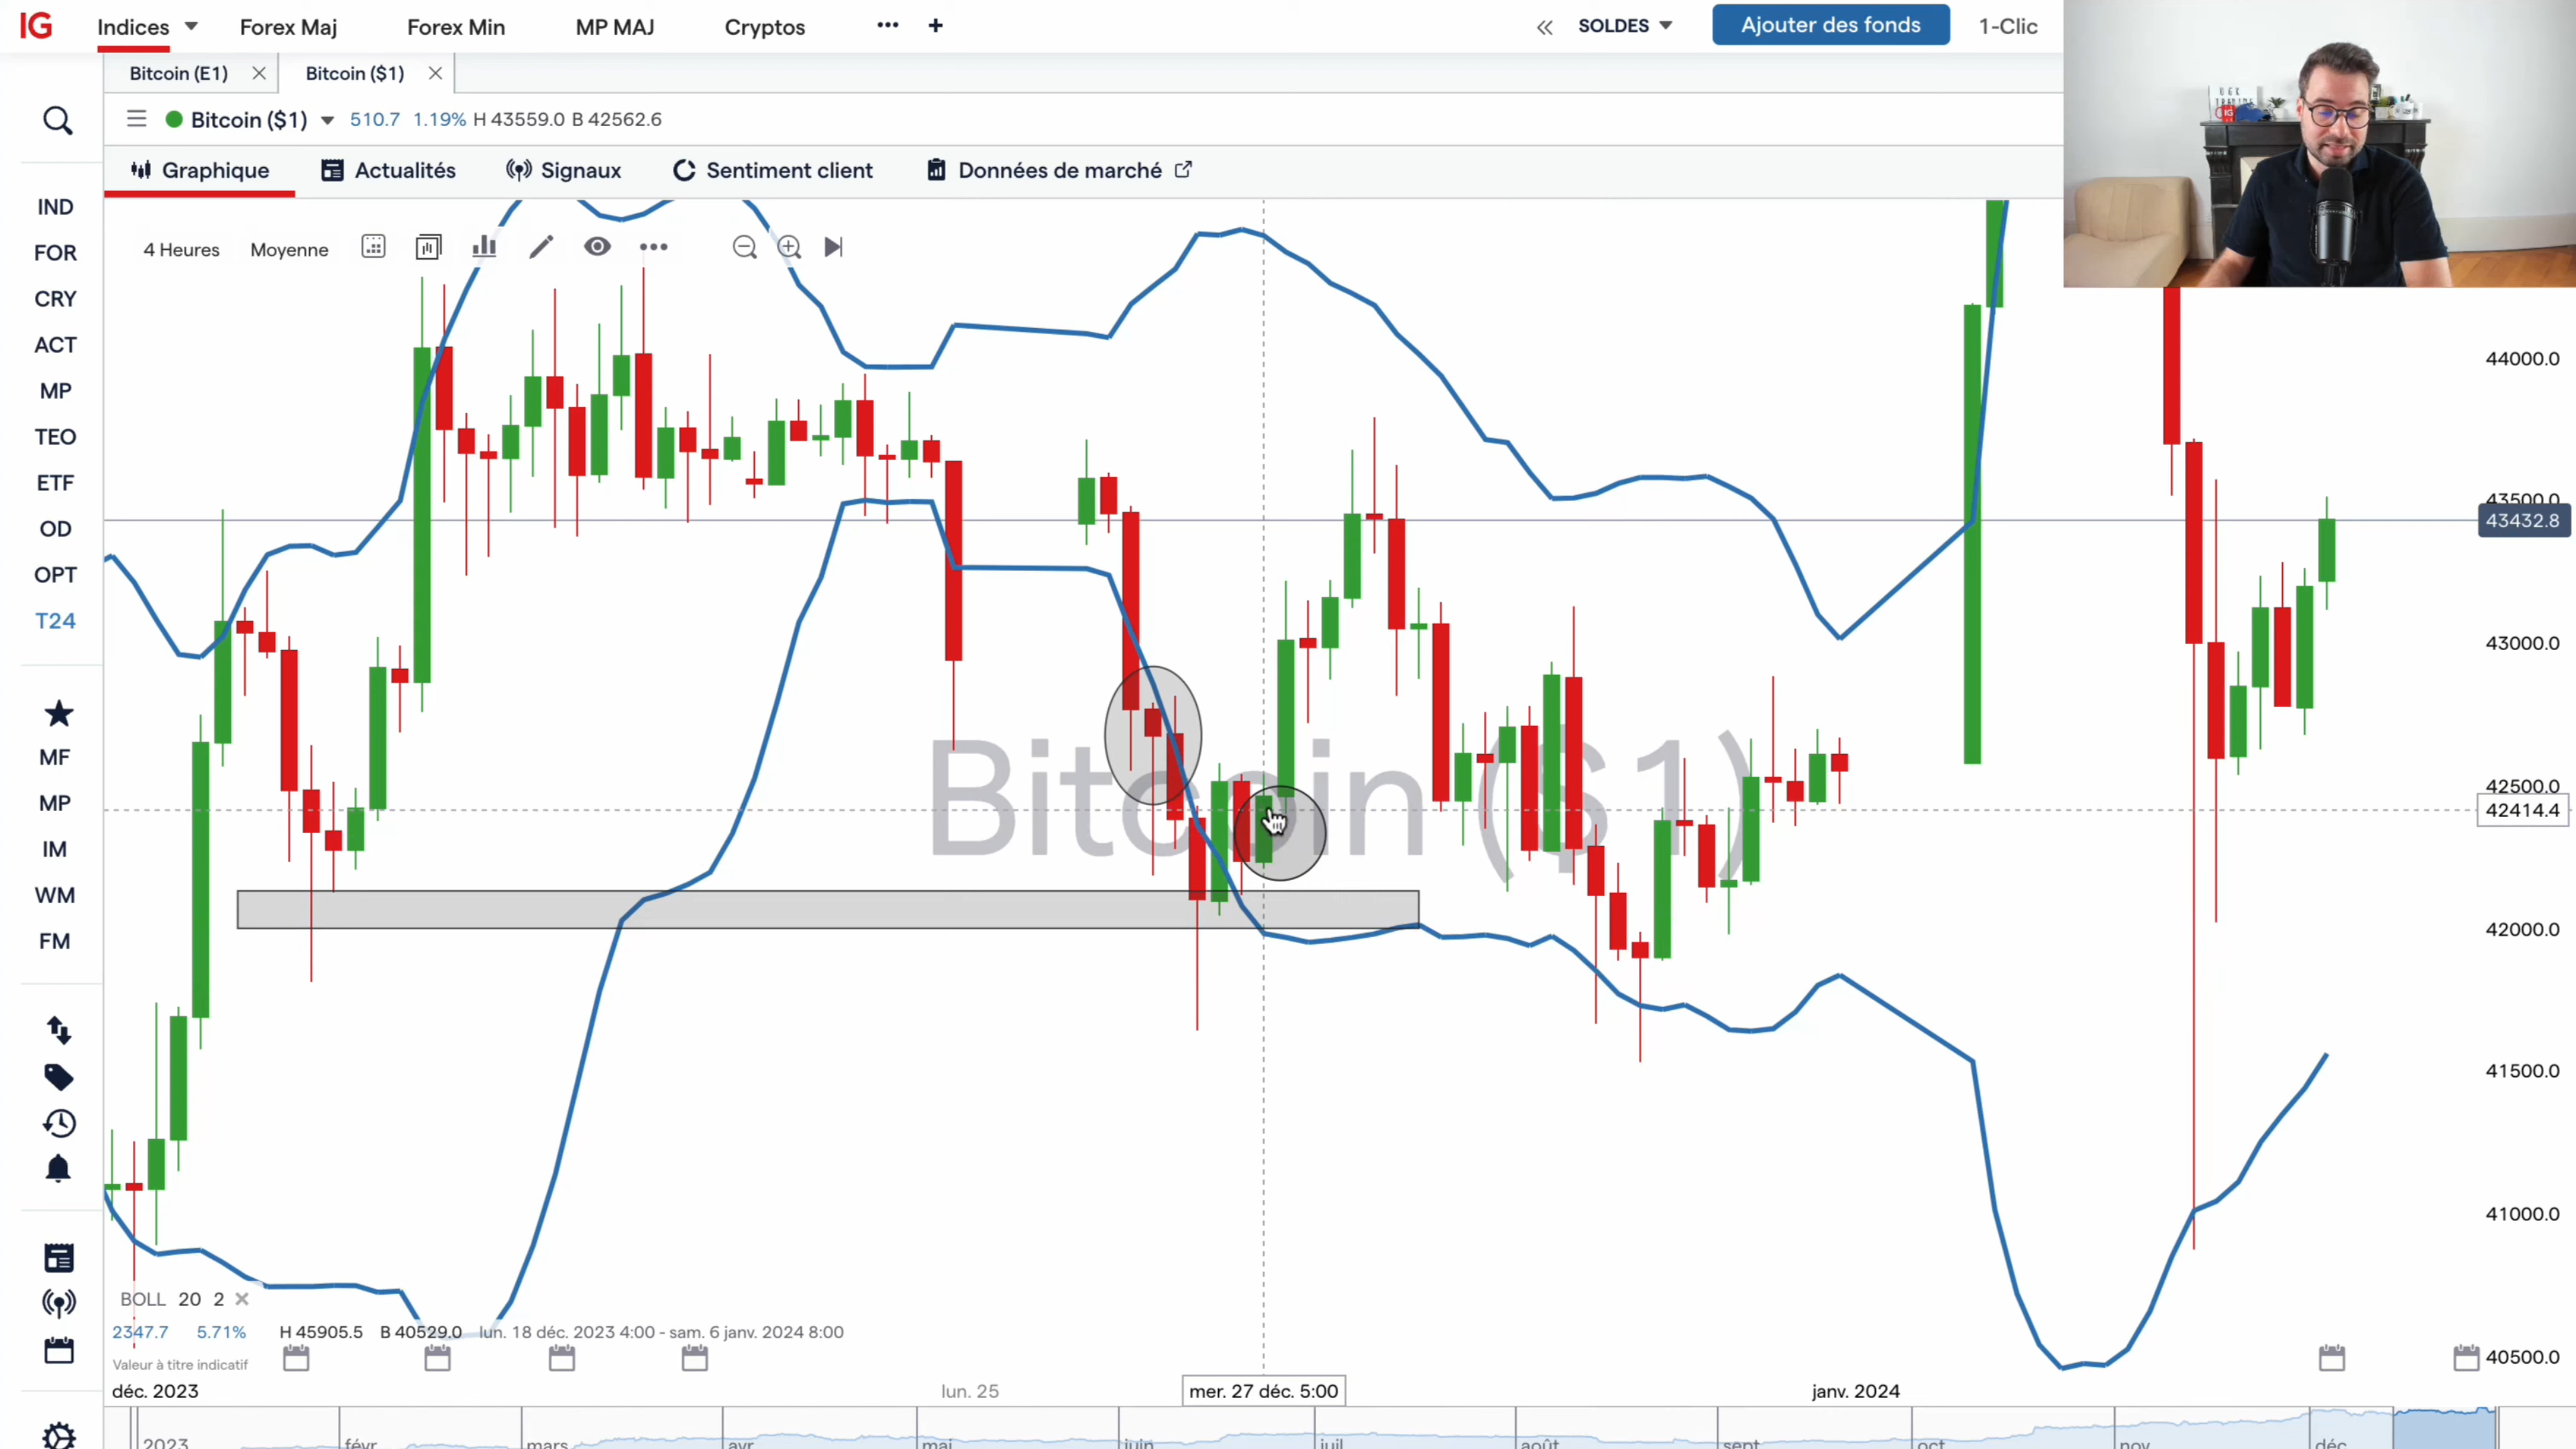 IG Indices Forex Maj Forex Min MP MAJ Cryptos SOLDES Ajouter des fonds 1-Clic
Bitcoin (E1) Bitcoin ($1)
Bitcoin ($1) 510.7 1.19% H 43559.0 B 42562.6
Graphique Actualités Signaux Sentiment client Données de marché
4 Heures Moyenne
IND
FOR
CRY
ACT
MP
TEO
ETF
OD
OPT
T24
MF
MP
IM
WM
FM
Bitcoin ($1)
44000.0
43500.0
43432.8
43000.0
42500.0
42414.4
42000.0
41500.0
41000.0
40500.0
BOLL 20 2
2347.7 5.71% H 45905.5 B 40529.0 lun. 18 déc. 2023 4:00 - sam. 6 janv. 2024 8:00
Valeur à titre indicatif
déc. 2023 lun. 25 mer. 27 déc. 5:00 janv. 2024
2023 févr mars avr mai juin juil août sept oct nov déc